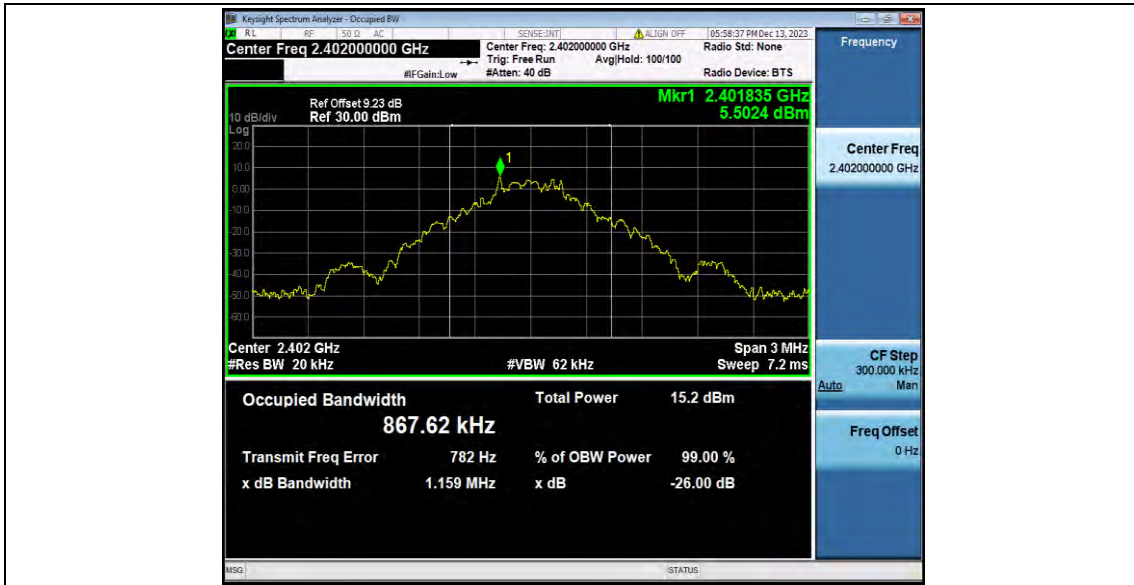 Keysight Spectrum Analyzer - Occupied BW
RL RF 50 Ω AC SENSE:INT ALIGN OFF 05:58:37 PM Dec 13, 2023
Center Freq 2.402000000 GHz Center Freq: 2.402000000 GHz Radio Std: None
Trig: Free Run Avg|Hold: 100/100
#IFGain:Low #Atten: 40 dB Radio Device: BTS
Frequency
Mkr1 2.401835 GHz
5.5024 dBm
Ref Offset 9.23 dB
10 dB/div Ref 30.00 dBm
Log
20.0
10.0
0.00
-10.0
-20.0
-30.0
-40.0
-50.0
-60.0
1
Center Freq
2.402000000 GHz
Center 2.402 GHz Span 3 MHz
#Res BW 20 kHz #VBW 62 kHz Sweep 7.2 ms
CF Step
300.000 kHz
Auto Man
Occupied Bandwidth Total Power 15.2 dBm
867.62 kHz
Transmit Freq Error 782 Hz % of OBW Power 99.00 %
x dB Bandwidth 1.159 MHz x dB -26.00 dB
Freq Offset
0 Hz
MSG STATUS